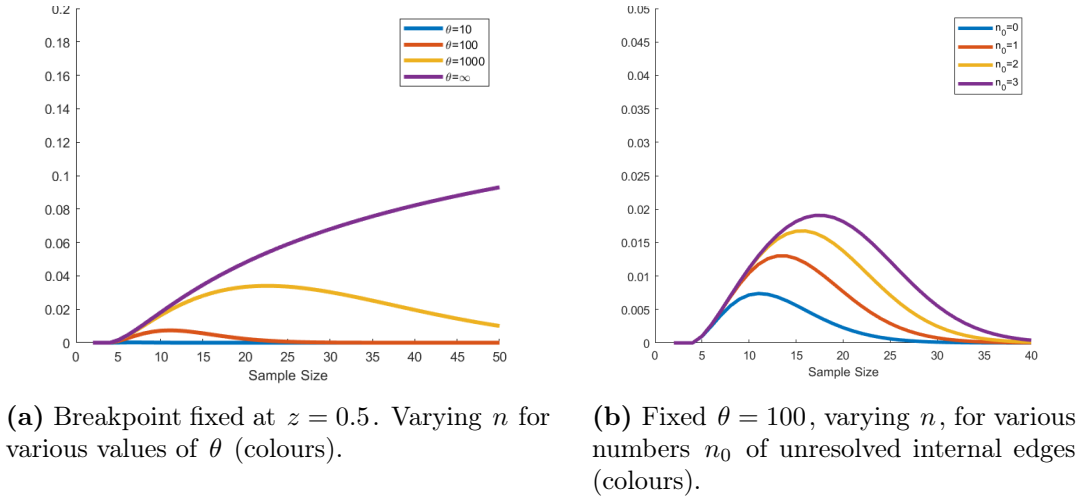 0.2
0.18
0.16
0.14
0.12
0.1
0.08
0.06
0.04
0.02
0
θ=10
θ=100
θ=1000
θ=∞
0 5 10 15 20 25 30 35 40 45 50
Sample Size
(a) Breakpoint fixed at z = 0.5. Varying n for
various values of θ (colours).
0.05
0.045
0.04
0.035
0.03
0.025
0.02
0.015
0.01
0.005
0
n₀=0
n₀=1
n₀=2
n₀=3
0 5 10 15 20 25 30 35 40
Sample Size
(b) Fixed θ = 100, varying n, for various
numbers n₀ of unresolved internal edges
(colours).